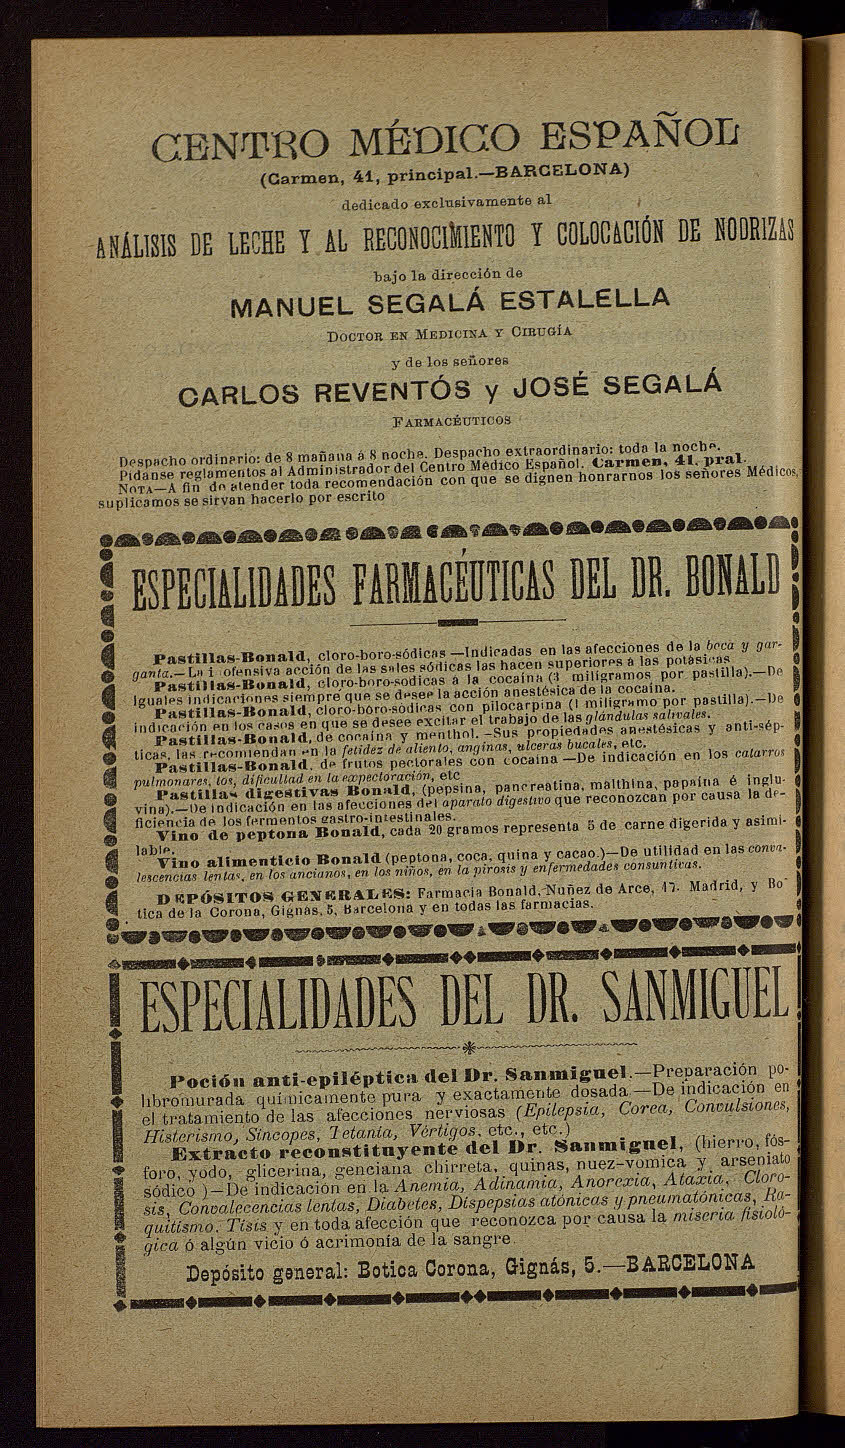 CENTRO MÉDICO ESPAÑOL
(Carmen, 41, principal.—BARCELONA)
dedicado exclusivamente al
ANÁLISIS DE LECHE Y AL RECONOCIMIENTO Y COLOCACIÓN DE NODRIZAS
bajo la dirección de
MANUEL SEGALÁ ESTALELLA
DOCTOR EN MEDICINA Y CIRUGÍA
y de los señores
CARLOS REVENTÓS y JOSÉ SEGALÁ
FARMACÉUTICOS
Despacho ordinario: de 8 mañana á 8 noche. Despacho extraordinario: toda la noche.
Pídanse reglamentos al Administrador del Centro Médico Español. Carmen, 41, pral.
NOTA—A fin de atender toda recomendación con que se dignen honrarnos los señores Médicos,
suplicamos se sirvan hacerlo por escrito
ESPECIALIDADES FARMACÉUTICAS DEL DR. BONALD
Pastillas-Bonald, cloro-boro-sódicas —Indicadas en las afecciones de la boca y gar-
ganta.—La i ofensiva acción de las sales sódicas las hacen superiores á las potásicas
Pastillas-Bonald, cloro-boro-sodicas á la cocaína (3 miligramos por pastilla).—De
iguales indicaciones siempre que se desee la acción anestésica de la cocaína.
Pastillas-Bonald, cloro-boro-sódicas con pilocarpina (1 miligramo por pastilla).—De
indicación en los casos en que se desee excitar el trabajo de las glándulas salivales.
Pastillas-Bonald, de cocaína y menthol. -Sus propiedades anestésicas y anti-sép-
ticas, las recomiendan en la fetidez de aliento, anginas, ulceras bucales, etc.
Pastillas-Bonald. de frutos pectorales con cocaina —De indicación en los catarros
pulmonares, tos, dificultad en la expectoración, etc
Pastillas digestivas Bonald, (pepsina, pancreatina, malthina, papaína é inglu-
vina).—De indicación en las afecciones del aparato digestivo que reconozcan por causa la de-
ficiencia de los fermentos gastro-intestinales.
Vino de peptona Bonald, cada 20 gramos representa 5 de carne digerida y asimi-
lable.
Vino alimenticio Bonald (peptona, coca, quina y cacao.)—De utilidad en las conva-
lescencias lentas, en los ancianos, en los niños, en la pirosis y enfermedades consuntivas.
DEPÓSITOS GENERALES: Farmacia Bonald, Nuñez de Arce, 17. Madrid, y Bo-
tica de la Corona, Gignás, 5, Barcelona y en todas las farmacias.
ESPECIALIDADES DEL DR. SANMIGUEL
Poción anti-epiléptica del Dr. Sanmiguel.—Preparación po-
libromurada químicamente pura y exactamente dosada —De indicación en
el tratamiento de las afecciones nerviosas (Epilepsia, Corea, Convulsiones,
Histerismo, Síncopes, Tetania, Vértigos, etc., etc.)
Extracto reconstituyente del Dr. Sanmiguel, (hierro, fós-
foro, yodo, glicerina, genciana chirreta, quinas, nuez-vómica y arseniato
sódico )—De indicación en la Anemia, Adinamia, Anorexia, Ataxia, Cloro-
sis, Convalecencias lentas, Diabetes, Dispepsias atónicas y pneumatónicas, Ra-
quitismo, Tisis y en toda afección que reconozca por causa la miseria fisioló-
gica ó algún vicio ó acrimonía de la sangre.
Depósito general: Botica Corona, Gignás, 5.—BARCELONA